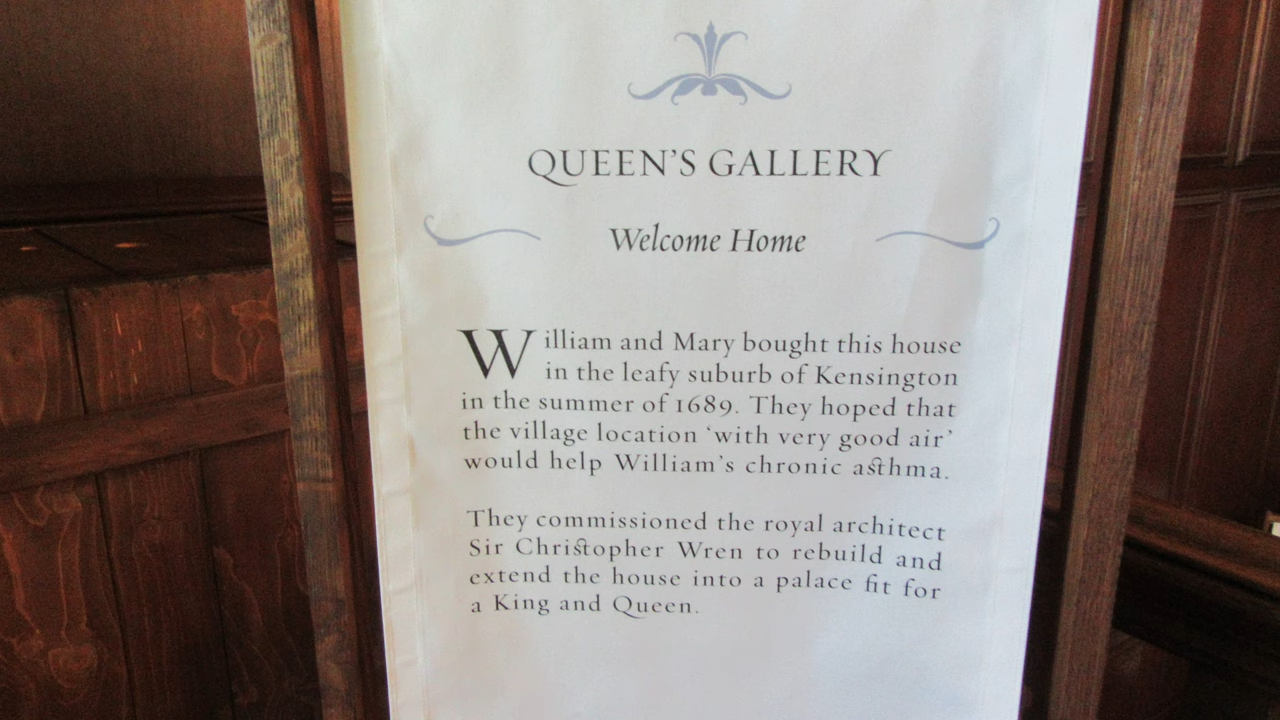 QUEEN'S GALLERY
Welcome Home
William and Mary bought this house
in the leafy suburb of Kensington
in the summer of 1689. They hoped that
the village location ‘with very good air’
would help William's chronic asthma.
They commissioned the royal architect
Sir Christopher Wren to rebuild and
extend the house into a palace fit for
a King and Queen.